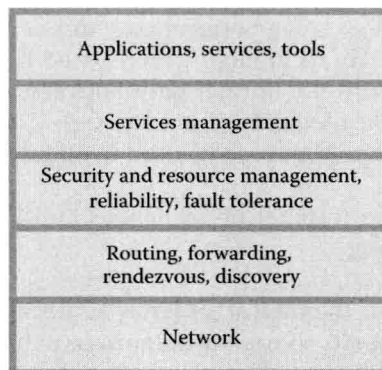 Applications, services, tools
Services management
Security and resource management,
reliability, fault tolerance
Routing, forwarding,
rendezvous, discovery
Network